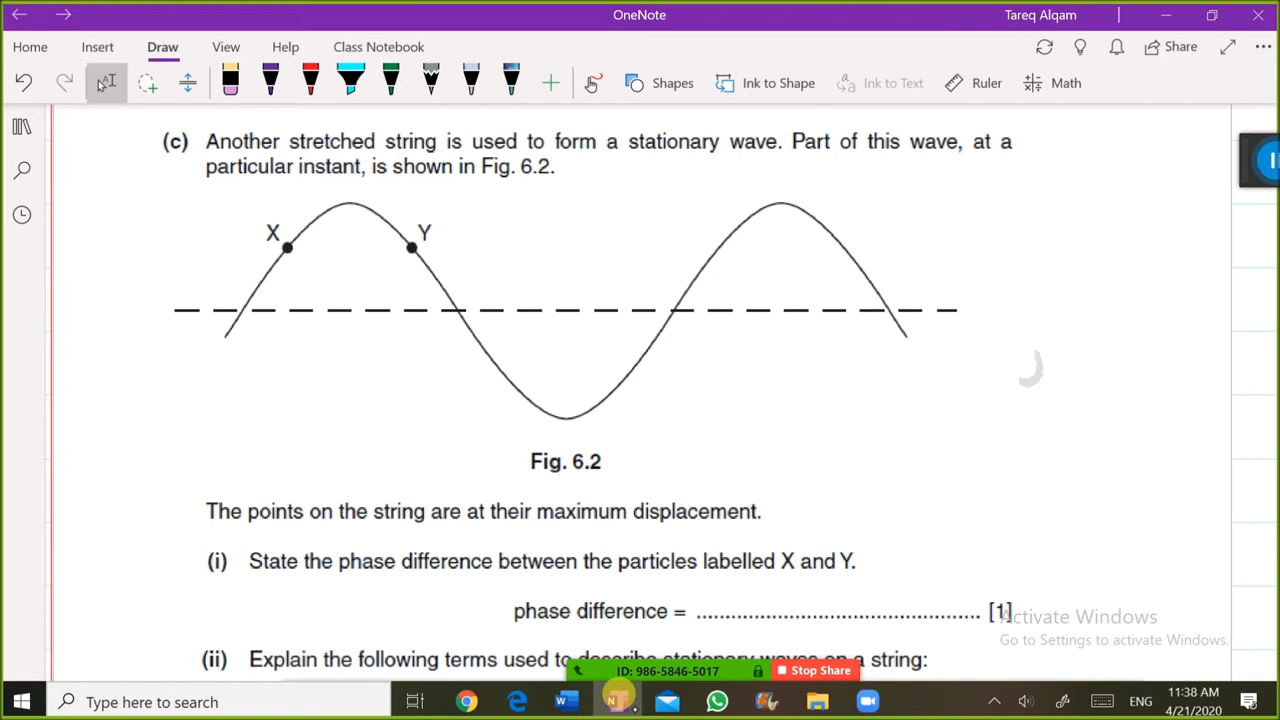 OneNote
Tareq Alqam
Home Insert Draw View Help Class Notebook
Share
Shapes Ink to Shape Ink to Text Ruler Math
(c) Another stretched string is used to form a stationary wave. Part of this wave, at a
particular instant, is shown in Fig. 6.2.
X Y
Fig. 6.2
The points on the string are at their maximum displacement.
(i) State the phase difference between the particles labelled X and Y.
phase difference = ................................................ [1]
Activate Windows
Go to Settings to activate Windows.
(ii) Explain the following terms used to describe stationary waves on a string:
ID: 986-5846-5017 Stop Share
Type here to search
ENG
11:38 AM
4/21/2020